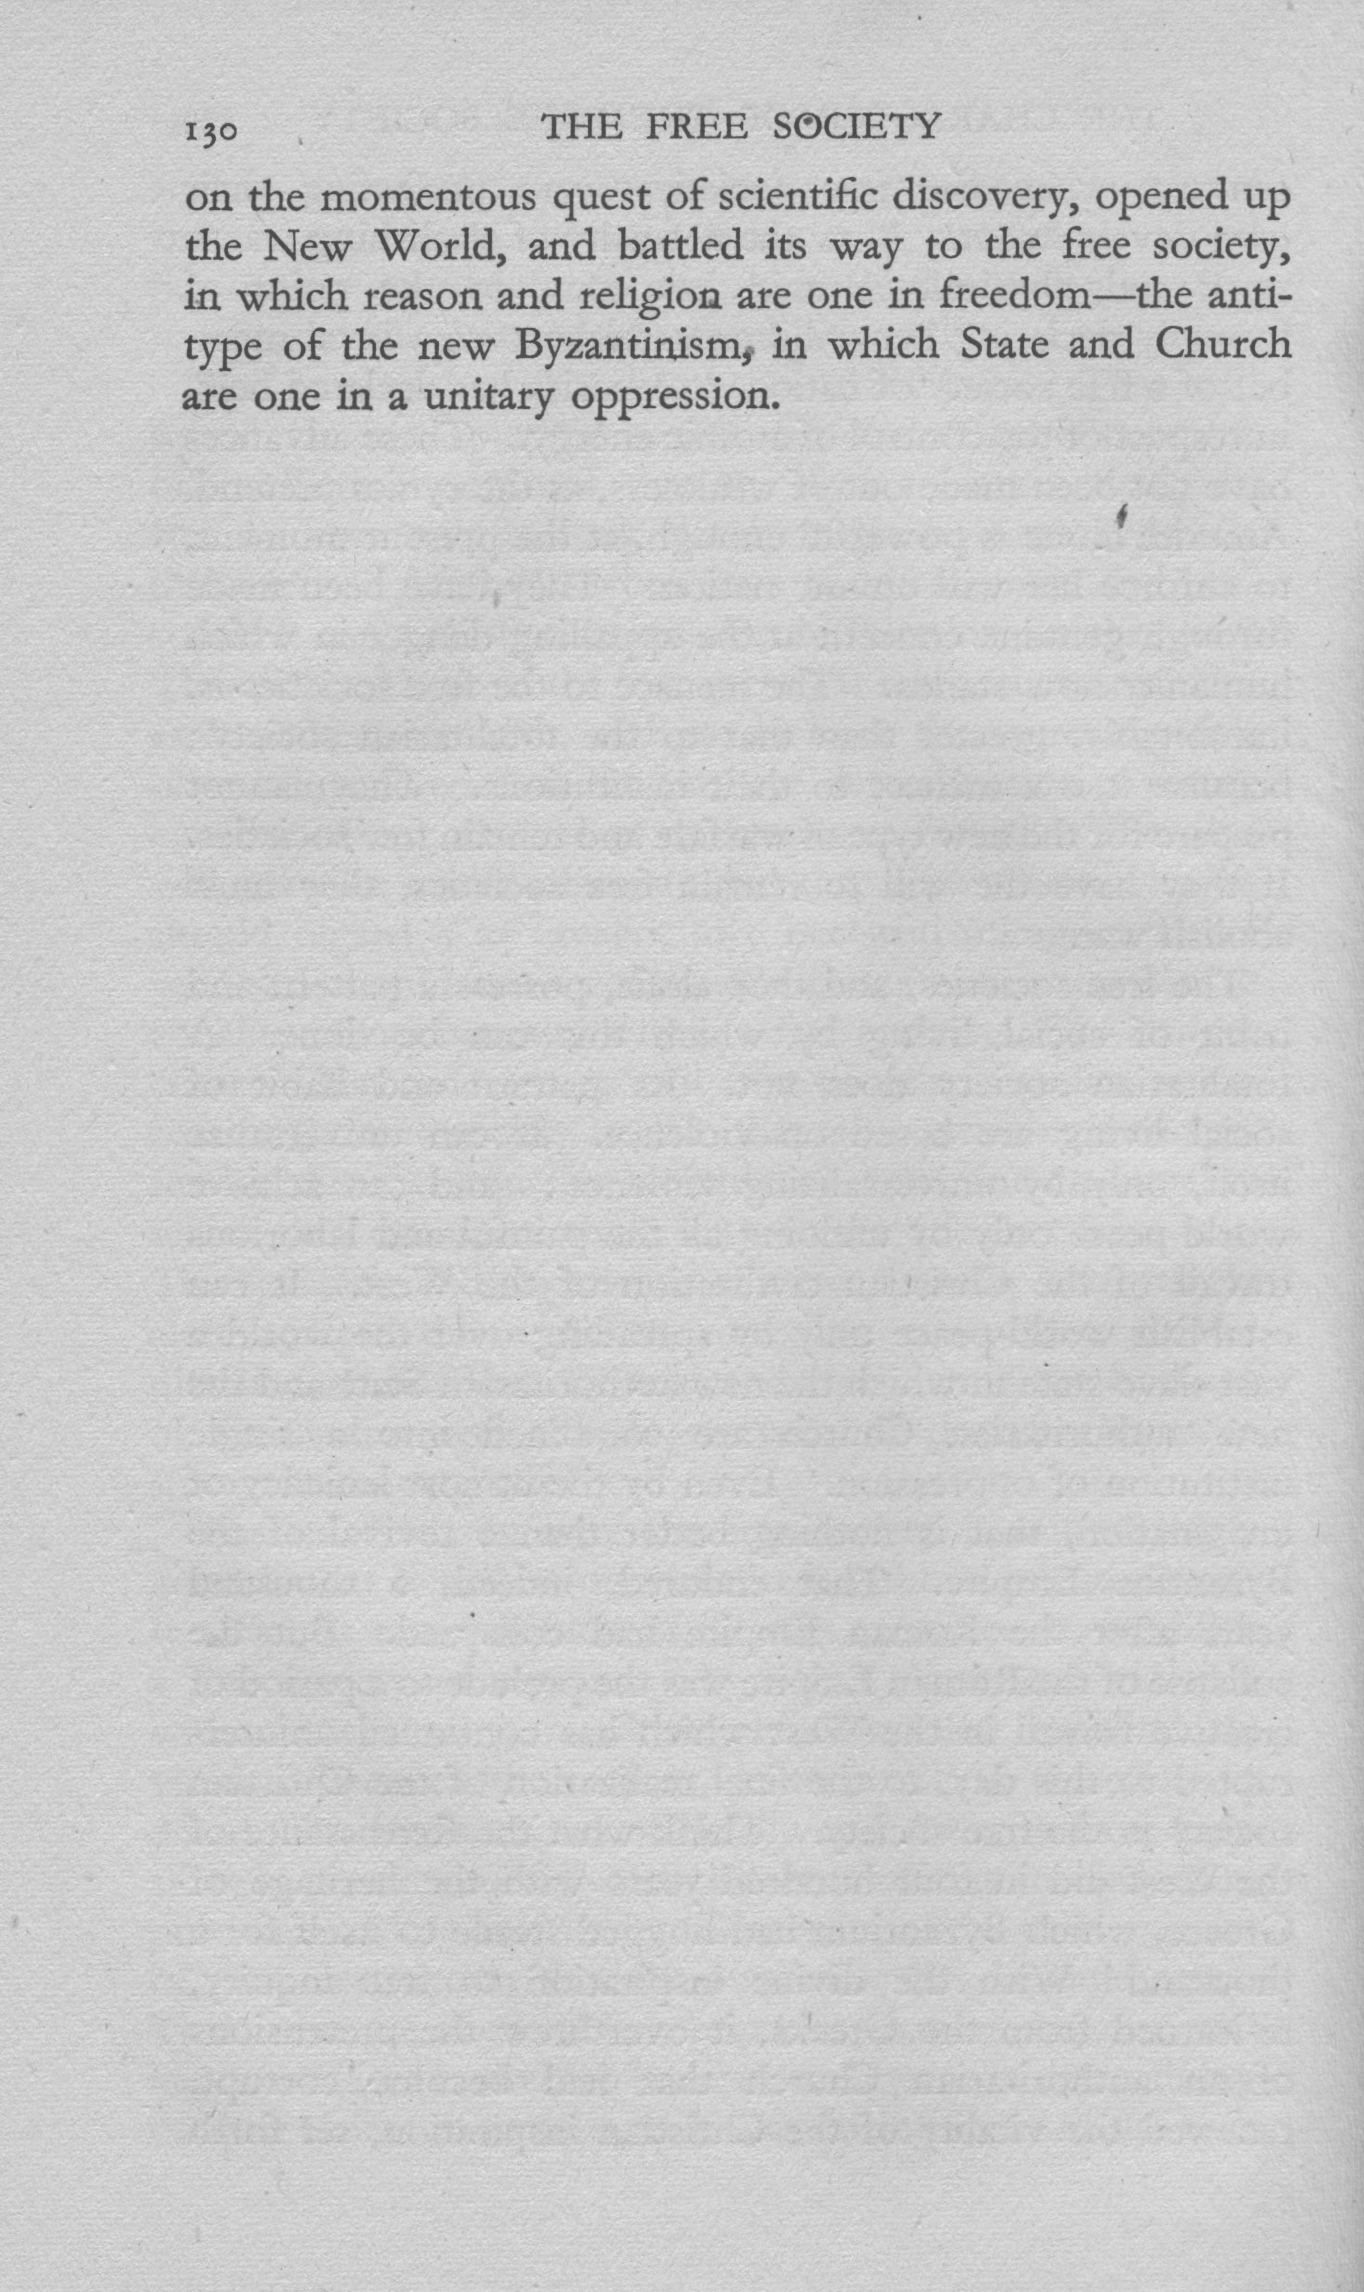 130 THE FREE SOCIETY
on the momentous quest of scientific discovery, opened up
the New World, and battled its way to the free society,
in which reason and religion are one in freedom—the anti-
type of the new Byzantinism, in which State and Church
are one in a unitary oppression.